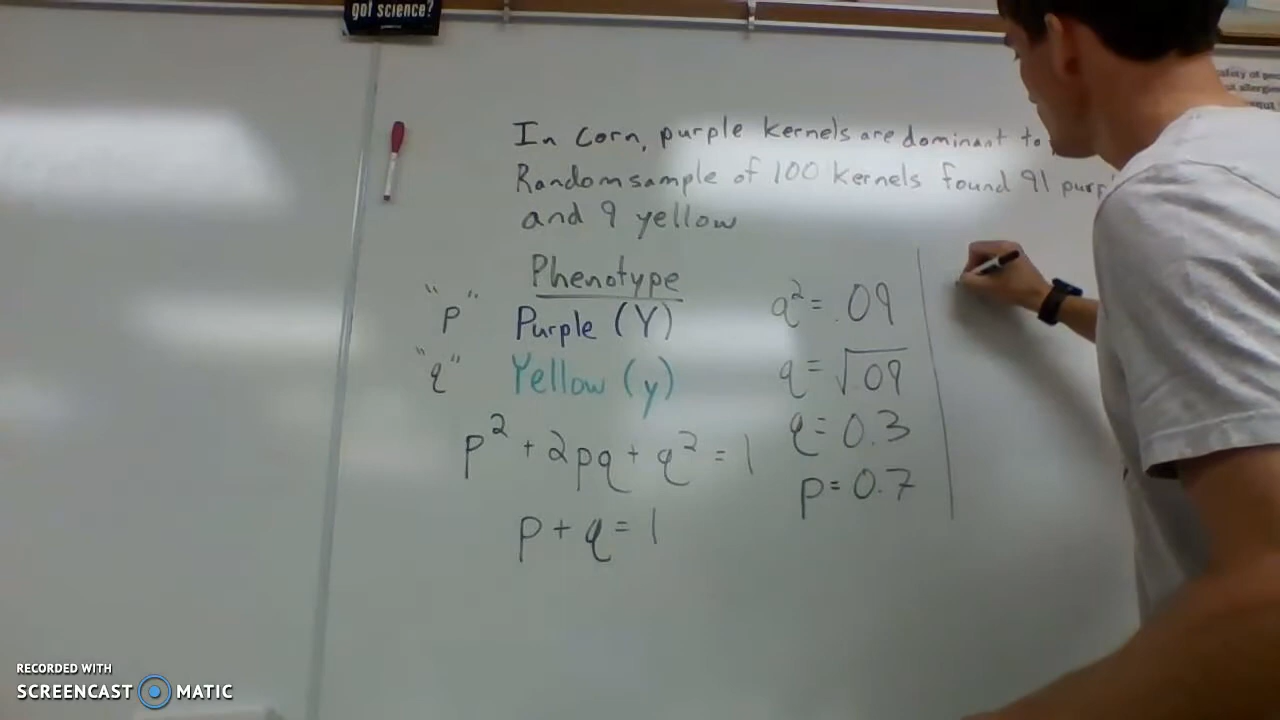 got science?
In Corn, purple kernels are dominant to
Random sample of 100 kernels found 91 purp
and 9 yellow
Phenotype
"p" Purple (Y)
"q" Yellow (y)
p² + 2pq + q² = 1
p + q = 1
q² = .09
q = √.09
q = 0.3
p = 0.7
RECORDED WITH
SCREENCAST MATIC